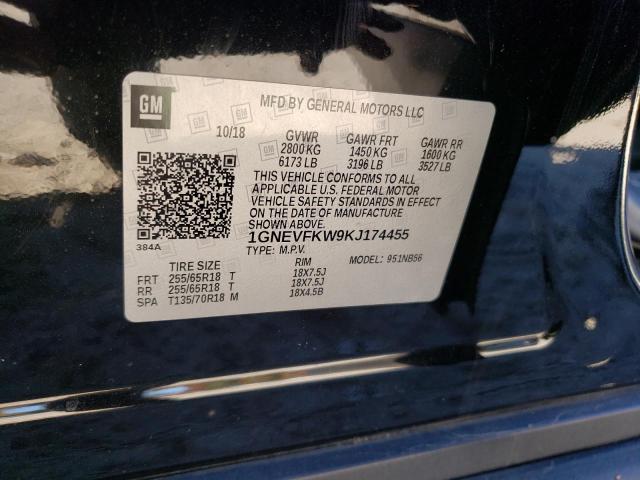 GM
MFD BY GENERAL MOTORS LLC
10/18 GVWR GAWR FRT GAWR RR
2800 KG 1450 KG 1600 KG
6173 LB 3196 LB 3527 LB
THIS VEHICLE CONFORMS TO ALL
APPLICABLE U.S. FEDERAL MOTOR
VEHICLE SAFETY STANDARDS IN EFFECT
ON THE DATE OF MANUFACTURE
SHOWN ABOVE.
384A
1GNEVFKW9KJ174455
TYPE: M.P.V. MODEL: 951NB56
TIRE SIZE RIM
FRT 255/65R18 T 18X7.5J
RR 255/65R18 T 18X7.5J
SPA T135/70R18 M 18X4.5B